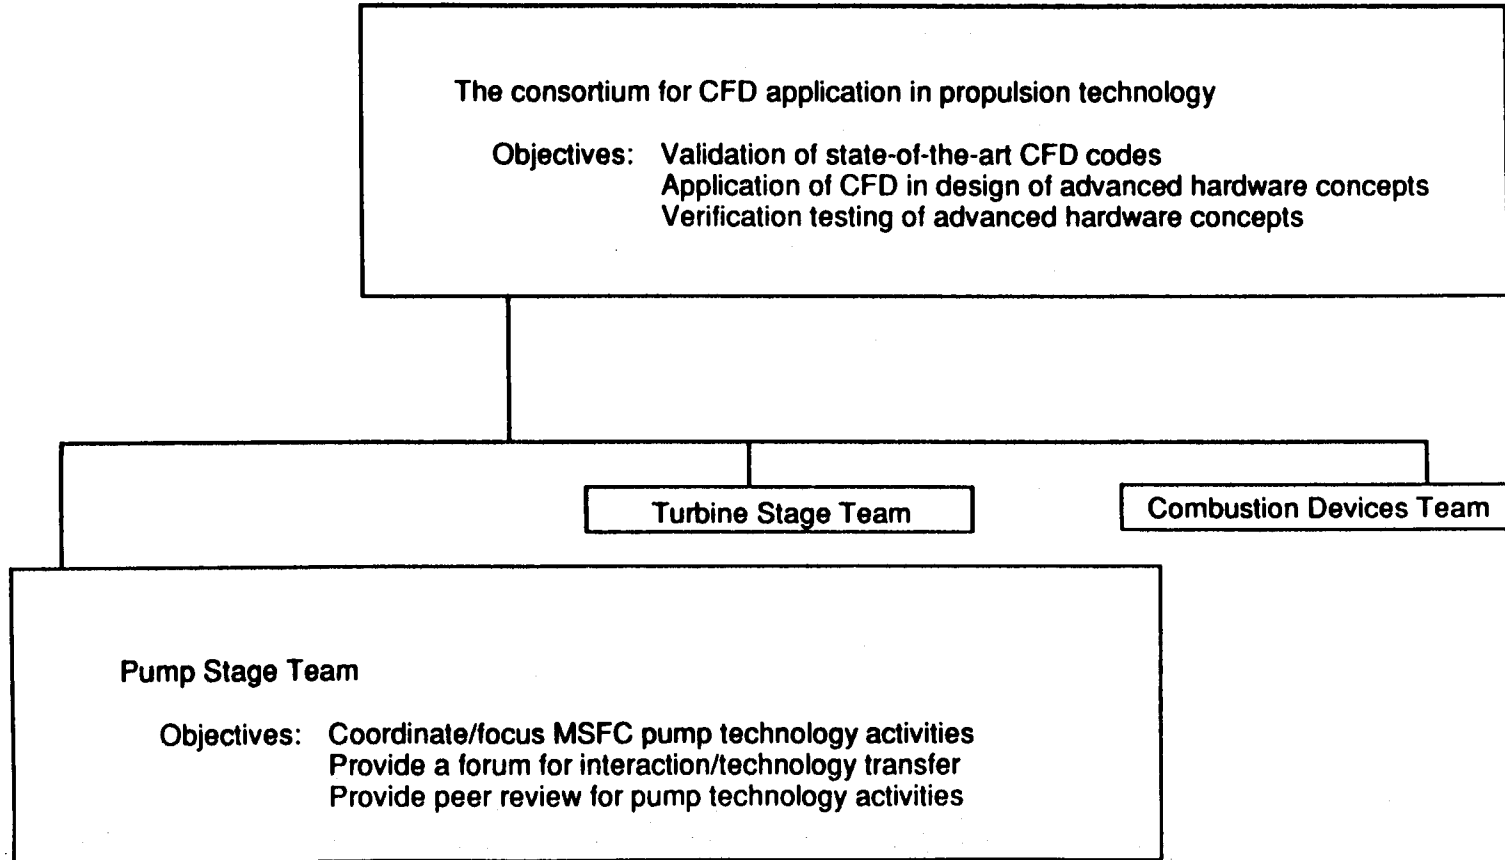 The consortium for CFD application in propulsion technology
Objectives: Validation of state-of-the-art CFD codes
Application of CFD in design of advanced hardware concepts
Verification testing of advanced hardware concepts
Turbine Stage Team
Combustion Devices Team
Pump Stage Team
Objectives: Coordinate/focus MSFC pump technology activities
Provide a forum for interaction/technology transfer
Provide peer review for pump technology activities